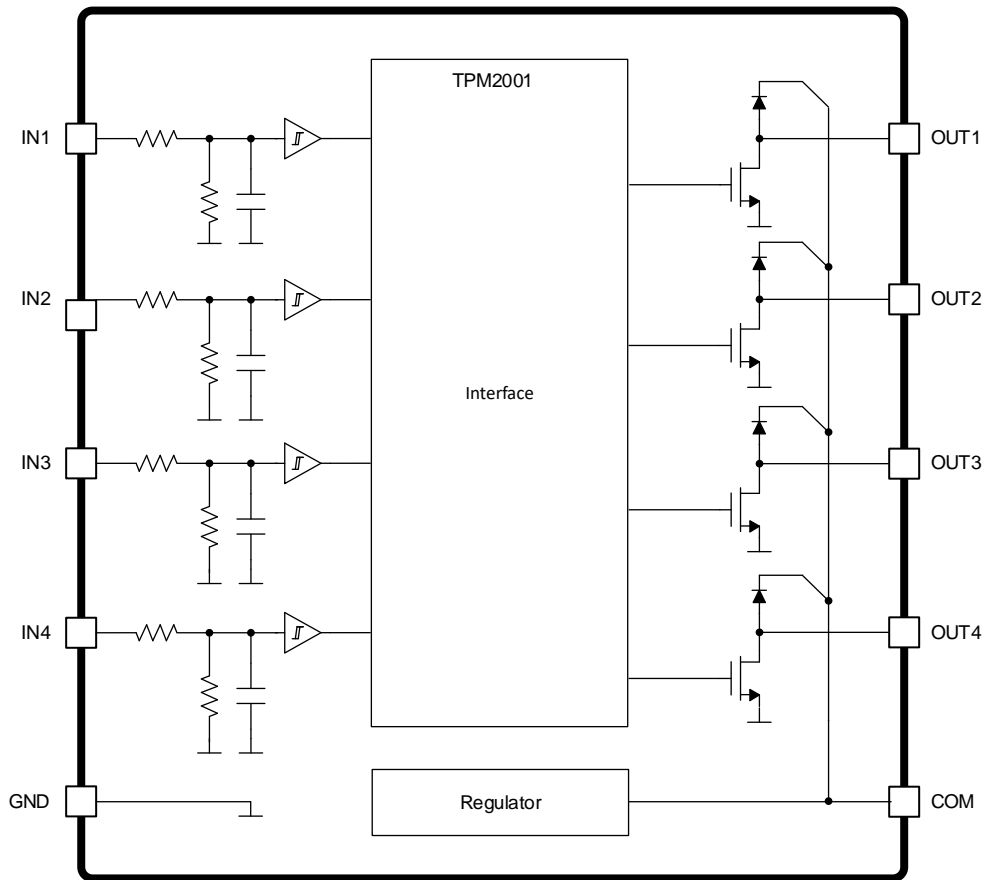 TPM2001
IN1
OUT1
IN2
OUT2
Interface
IN3
OUT3
IN4
OUT4
GND
Regulator
COM